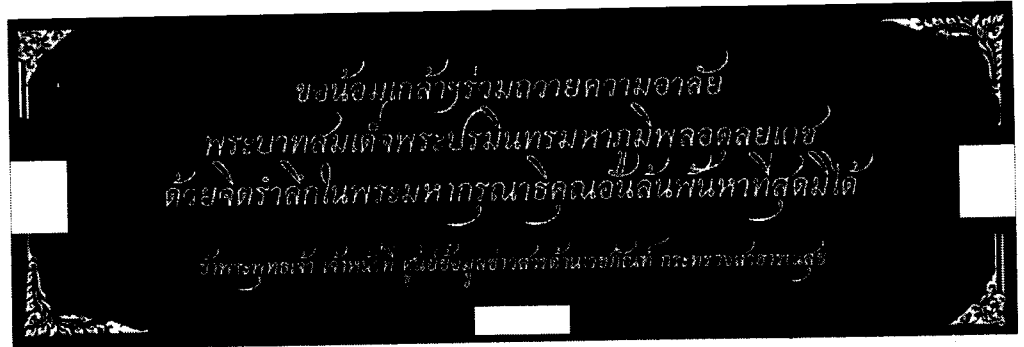 ขอน้อมเกล้าฯร่วมถวายความอาลัย
พระบาทสมเด็จพระปรมินทรมหาภูมิพลอดุลยเดช
ด้วยจิตรำลึกในพระมหากรุณาธิคุณอันล้นพ้นหาที่สุดมิได้
ข้าพระพุทธเจ้า เจ้าหน้าที่ ศูนย์ข้อมูลข่าวสารด้านเวชภัณฑ์ กระทรวงสาธารณสุข